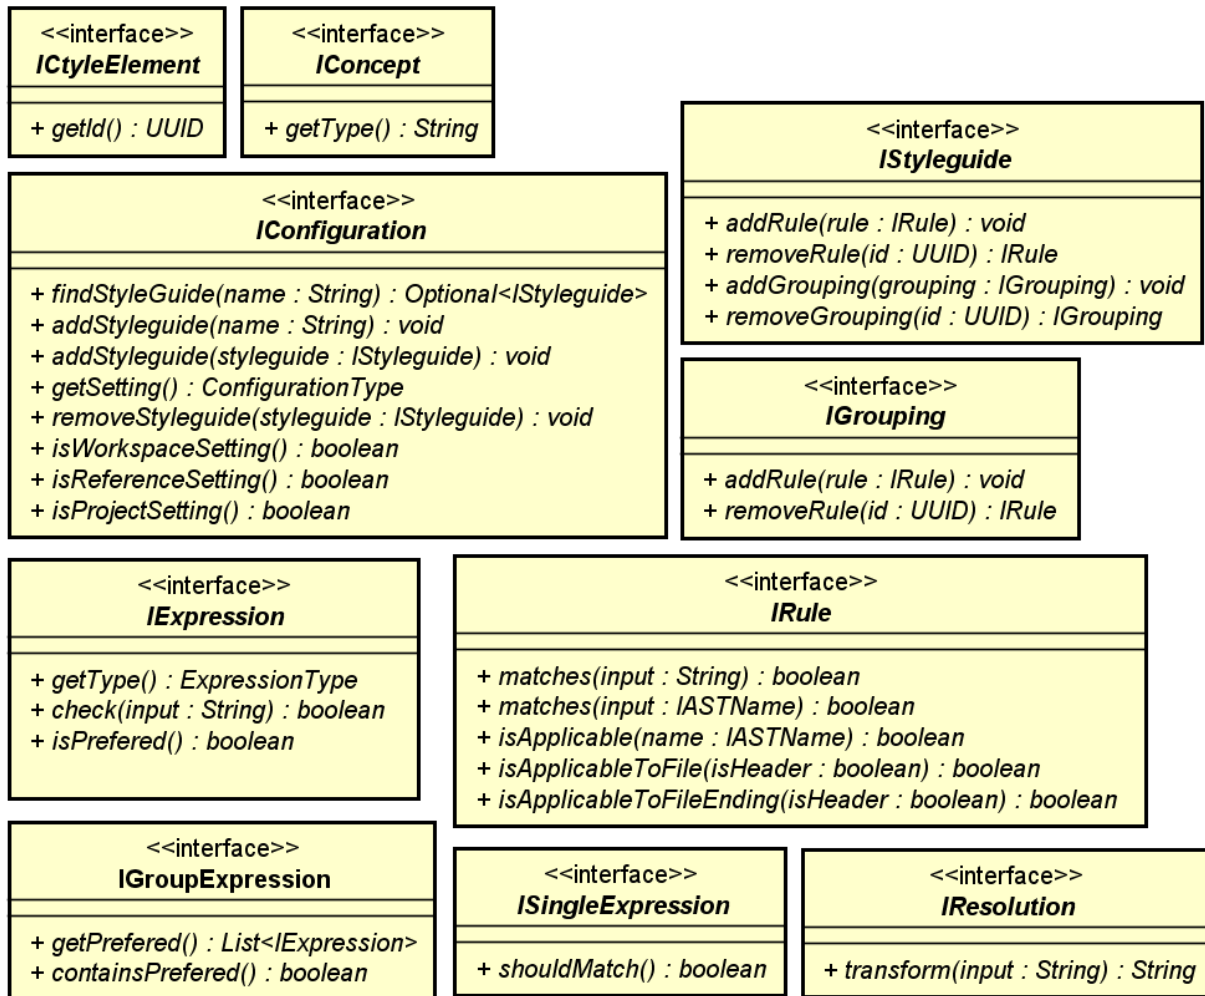 <<interface>>
ICtyleElement
+ getId() : UUID
<<interface>>
IConcept
+ getType() : String
<<interface>>
IStyleguide
+ addRule(rule : IRule) : void
+ removeRule(id : UUID) : IRule
+ addGrouping(grouping : IGrouping) : void
+ removeGrouping(id : UUID) : IGrouping
<<interface>>
IConfiguration
+ findStyleGuide(name : String) : Optional<IStyleguide>
+ addStyleguide(name : String) : void
+ addStyleguide(styleguide : IStyleguide) : void
+ getSetting() : ConfigurationType
+ removeStyleguide(styleguide : IStyleguide) : void
+ isWorkspaceSetting() : boolean
+ isReferenceSetting() : boolean
+ isProjectSetting() : boolean
<<interface>>
IGrouping
+ addRule(rule : IRule) : void
+ removeRule(id : UUID) : IRule
<<interface>>
IExpression
+ getType() : ExpressionType
+ check(input : String) : boolean
+ isPrefered() : boolean
<<interface>>
IRule
+ matches(input : String) : boolean
+ matches(input : IASTName) : boolean
+ isApplicable(name : IASTName) : boolean
+ isApplicableToFile(isHeader : boolean) : boolean
+ isApplicableToFileEnding(isHeader : boolean) : boolean
<<interface>>
IGroupExpression
+ getPrefered() : List<IExpression>
+ containsPrefered() : boolean
<<interface>>
ISingleExpression
+ shouldMatch() : boolean
<<interface>>
IResolution
+ transform(input : String) : String